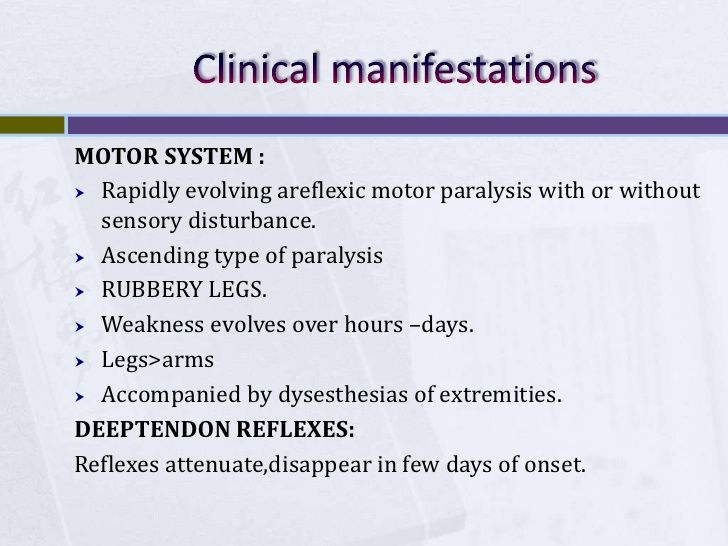 Clinical manifestations
MOTOR SYSTEM :
Rapidly evolving areflexic motor paralysis with or without
sensory disturbance.
Ascending type of paralysis
RUBBERY LEGS.
Weakness evolves over hours –days.
Legs>arms
Accompanied by dysesthesias of extremities.
DEEPTENDON REFLEXES:
Reflexes attenuate,disappear in few days of onset.